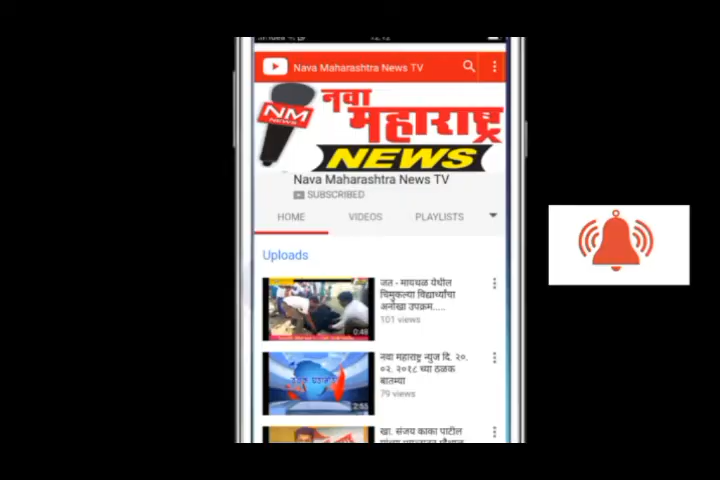 Nava Maharashtra News TV
NM
NEWS
नवा
महाराष्ट्र
NEWS
Nava Maharashtra News TV
SUBSCRIBED
HOME VIDEOS PLAYLISTS
Uploads
जत - मायथळ येथील
चिमुकल्या विद्यार्थ्यांचा
अनोखा उपक्रम.....
101 views
0:48
नवा महाराष्ट्र न्युज दि. २०.
०२. २०१८ च्या ठळक
बातम्या
79 views
2:55
खा. संजय काका पाटील